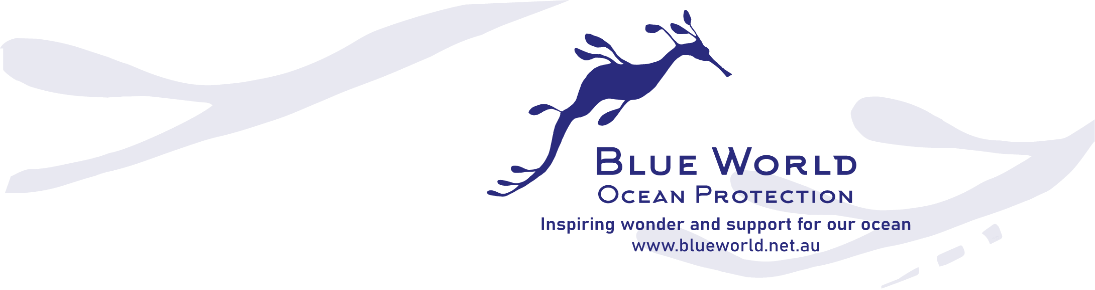 Blue World
Ocean Protection
Inspiring wonder and support for our ocean
www.blueworld.net.au